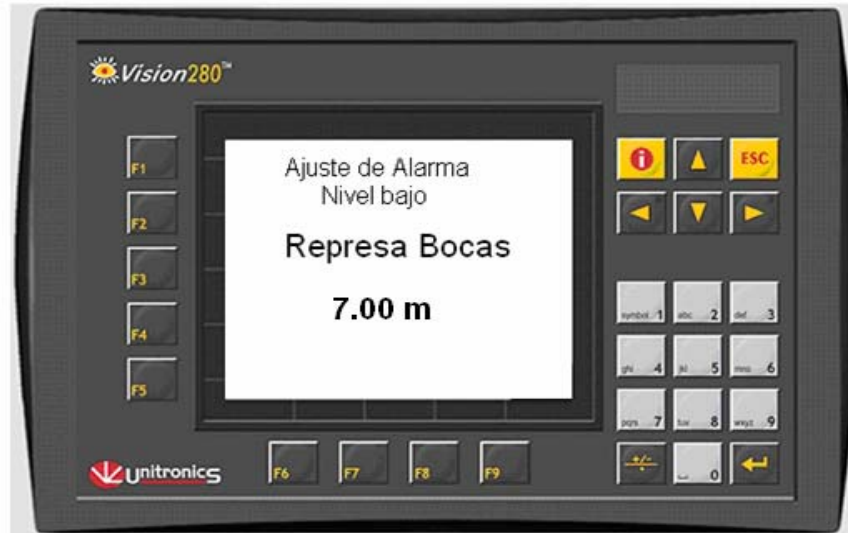 Vision280™
F1
F2
F3
F4
F5
Ajuste de Alarma
Nivel bajo
Represa Bocas
7.00 m
i
ESC
symbol 1
abc 2
def 3
ghi 4
jkl 5
mno 6
pqrs 7
tuv 8
wxyz 9
+/-
0
Unitronics
F6
F7
F8
F9